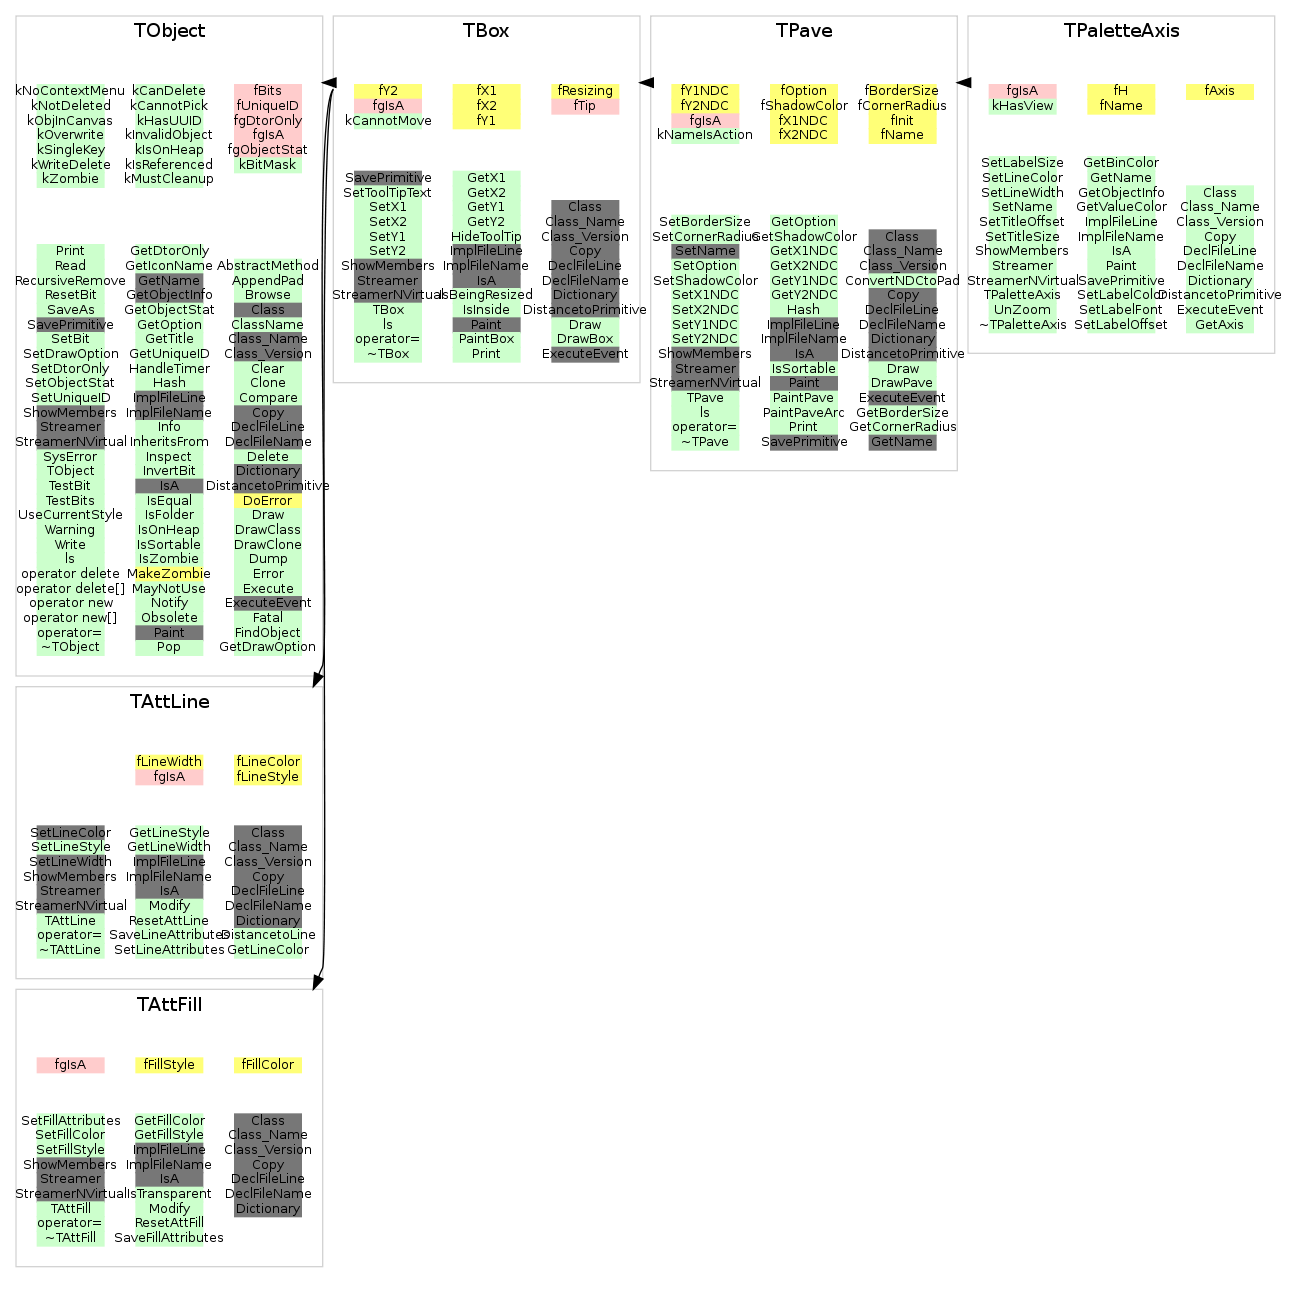 TObject
kNoContextMenu
kNotDeleted
kObjInCanvas
kOverwrite
kSingleKey
kWriteDelete
kZombie
kCanDelete
kCannotPick
kHasUUID
kInvalidObject
kIsOnHeap
kIsReferenced
kMustCleanup
fBits
fUniqueID
fgDtorOnly
fgIsA
fgObjectStat
kBitMask
Print
Read
RecursiveRemove
ResetBit
SaveAs
SavePrimitive
SetBit
SetDrawOption
SetDtorOnly
SetObjectStat
SetUniqueID
ShowMembers
Streamer
StreamerNVirtual
SysError
TObject
TestBit
TestBits
UseCurrentStyle
Warning
Write
ls
operator delete
operator delete[]
operator new
operator new[]
operator=
~TObject
GetDtorOnly
GetIconName
GetName
GetObjectInfo
GetObjectStat
GetOption
GetTitle
GetUniqueID
HandleTimer
Hash
ImplFileLine
ImplFileName
Info
InheritsFrom
Inspect
InvertBit
IsA
IsEqual
IsFolder
IsOnHeap
IsSortable
IsZombie
MakeZombie
MayNotUse
Notify
Obsolete
Paint
Pop
AbstractMethod
AppendPad
Browse
Class
ClassName
Class_Name
Class_Version
Clear
Clone
Compare
Copy
DeclFileLine
DeclFileName
Delete
Dictionary
DistancetoPrimitive
DoError
Draw
DrawClass
DrawClone
Dump
Error
Execute
ExecuteEvent
Fatal
FindObject
GetDrawOption
TBox
fY2
fgIsA
kCannotMove
fX1
fX2
fY1
fResizing
fTip
SavePrimitive
SetToolTipText
SetX1
SetX2
SetY1
SetY2
ShowMembers
Streamer
StreamerNVirtual
TBox
ls
operator=
~TBox
GetX1
GetX2
GetY1
GetY2
HideToolTip
ImplFileLine
ImplFileName
IsA
IsBeingResized
IsInside
Paint
PaintBox
Print
Class
Class_Name
Class_Version
Copy
DeclFileLine
DeclFileName
Dictionary
DistancetoPrimitive
Draw
DrawBox
ExecuteEvent
TPave
fY1NDC
fY2NDC
fgIsA
kNameIsAction
fOption
fShadowColor
fX1NDC
fX2NDC
fBorderSize
fCornerRadius
fInit
fName
SetBorderSize
SetCornerRadius
SetName
SetOption
SetShadowColor
SetX1NDC
SetX2NDC
SetY1NDC
SetY2NDC
ShowMembers
Streamer
StreamerNVirtual
TPave
ls
operator=
~TPave
GetOption
GetShadowColor
GetX1NDC
GetX2NDC
GetY1NDC
GetY2NDC
Hash
ImplFileLine
ImplFileName
IsA
IsSortable
Paint
PaintPave
PaintPaveArc
Print
SavePrimitive
Class
Class_Name
Class_Version
ConvertNDCtoPad
Copy
DeclFileLine
DeclFileName
Dictionary
DistancetoPrimitive
Draw
DrawPave
ExecuteEvent
GetBorderSize
GetCornerRadius
GetName
TPaletteAxis
fgIsA
kHasView
fH
fName
fAxis
SetLabelSize
SetLineColor
SetLineWidth
SetName
SetTitleOffset
SetTitleSize
ShowMembers
Streamer
StreamerNVirtual
TPaletteAxis
UnZoom
~TPaletteAxis
GetBinColor
GetName
GetObjectInfo
GetValueColor
ImplFileLine
ImplFileName
IsA
Paint
SavePrimitive
SetLabelColor
SetLabelFont
SetLabelOffset
Class
Class_Name
Class_Version
Copy
DeclFileLine
DeclFileName
Dictionary
DistancetoPrimitive
ExecuteEvent
GetAxis
TAttLine
fLineWidth
fgIsA
fLineColor
fLineStyle
SetLineColor
SetLineStyle
SetLineWidth
ShowMembers
Streamer
StreamerNVirtual
TAttLine
operator=
~TAttLine
GetLineStyle
GetLineWidth
ImplFileLine
ImplFileName
IsA
Modify
ResetAttLine
SaveLineAttributes
SetLineAttributes
Class
Class_Name
Class_Version
Copy
DeclFileLine
DeclFileName
Dictionary
DistancetoLine
GetLineColor
TAttFill
fgIsA
fFillStyle
fFillColor
SetFillAttributes
SetFillColor
SetFillStyle
ShowMembers
Streamer
StreamerNVirtual
TAttFill
operator=
~TAttFill
GetFillColor
GetFillStyle
ImplFileLine
ImplFileName
IsA
IsTransparent
Modify
ResetAttFill
SaveFillAttributes
Class
Class_Name
Class_Version
Copy
DeclFileLine
DeclFileName
Dictionary